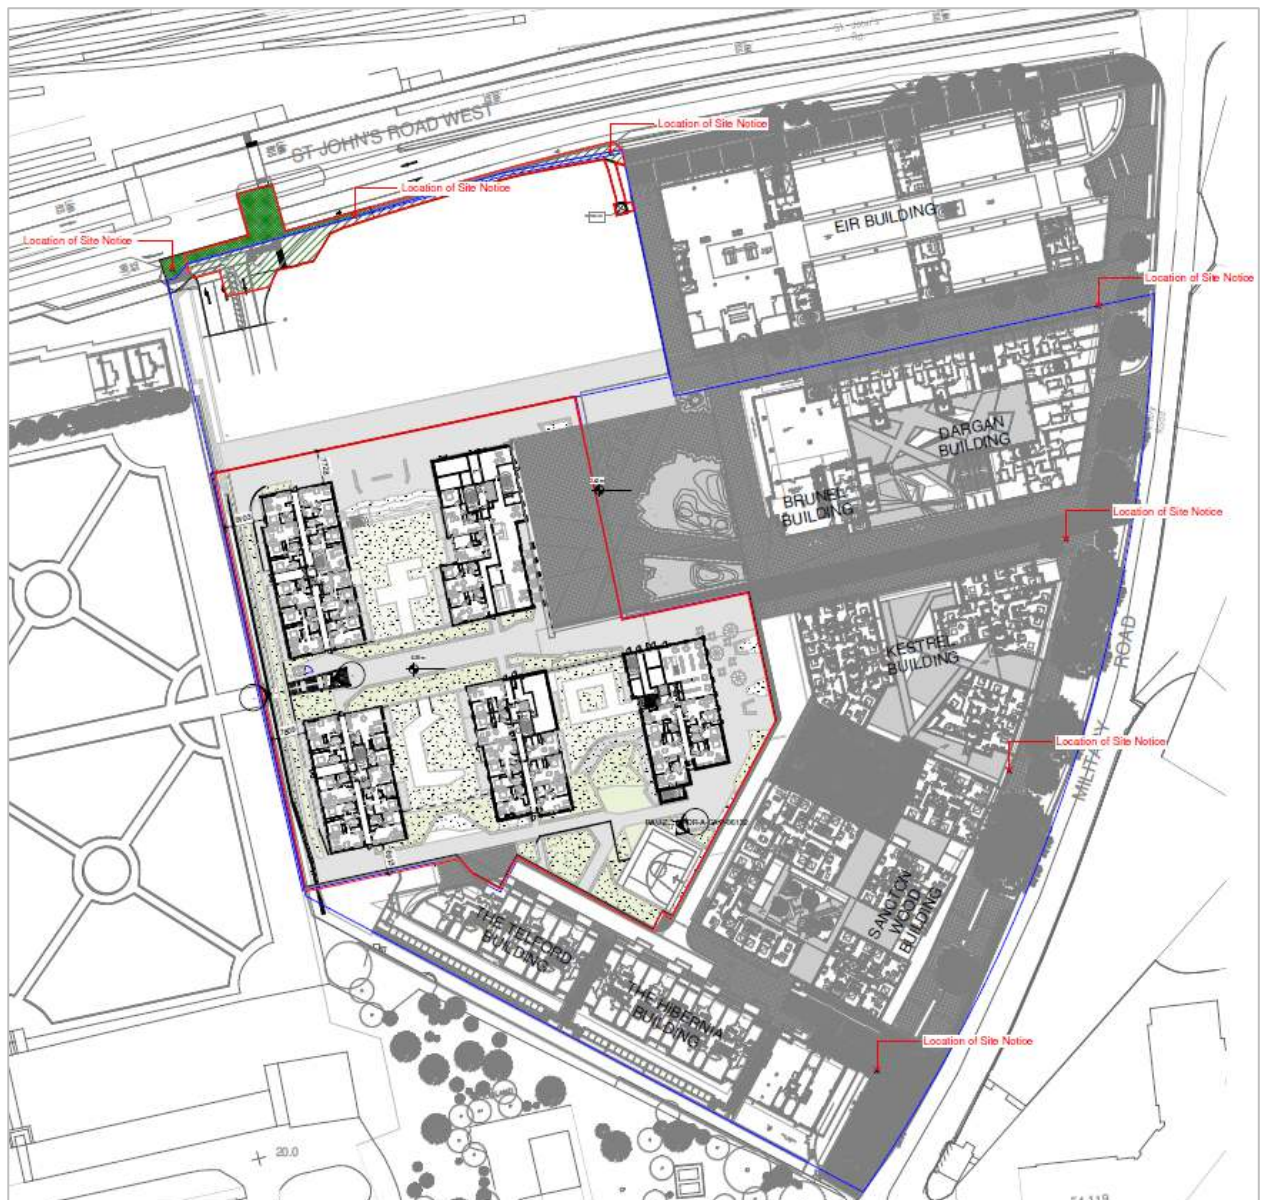 ST JOHN'S ROAD WEST
Location of Site Notice
Location of Site Notice
Location of Site Notice
EIR BUILDING
Location of Site Notice
DARGAN
BUILDING
BRUNEL
BUILDING
Location of Site Notice
KESTREL
BUILDING
MILITARY ROAD
Location of Site Notice
SANCTON
WOOD
BUILDING
THE TELFORD
BUILDING
THE HIBERNIA
BUILDING
Location of Site Notice
20.0